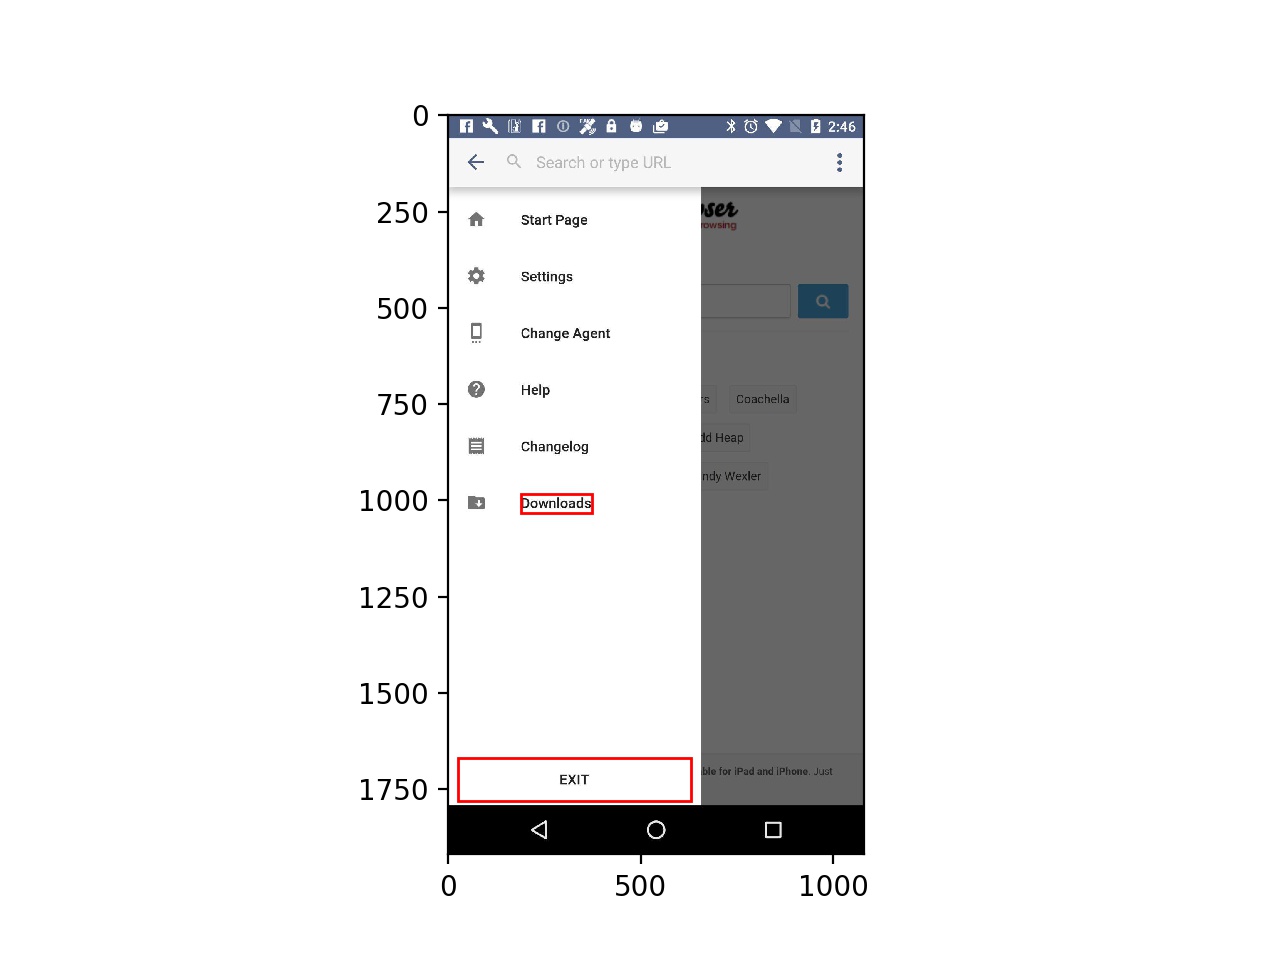 0
250
500
750
1000
1250
1500
1750
0 500 1000
2:46
Search or type URL
Start Page
Settings
Change Agent
Help
Changelog
Downloads
EXIT
oser
rowsing
rs
Coachella
dd Heap
ndy Wexler
ble for iPad and iPhone. Just